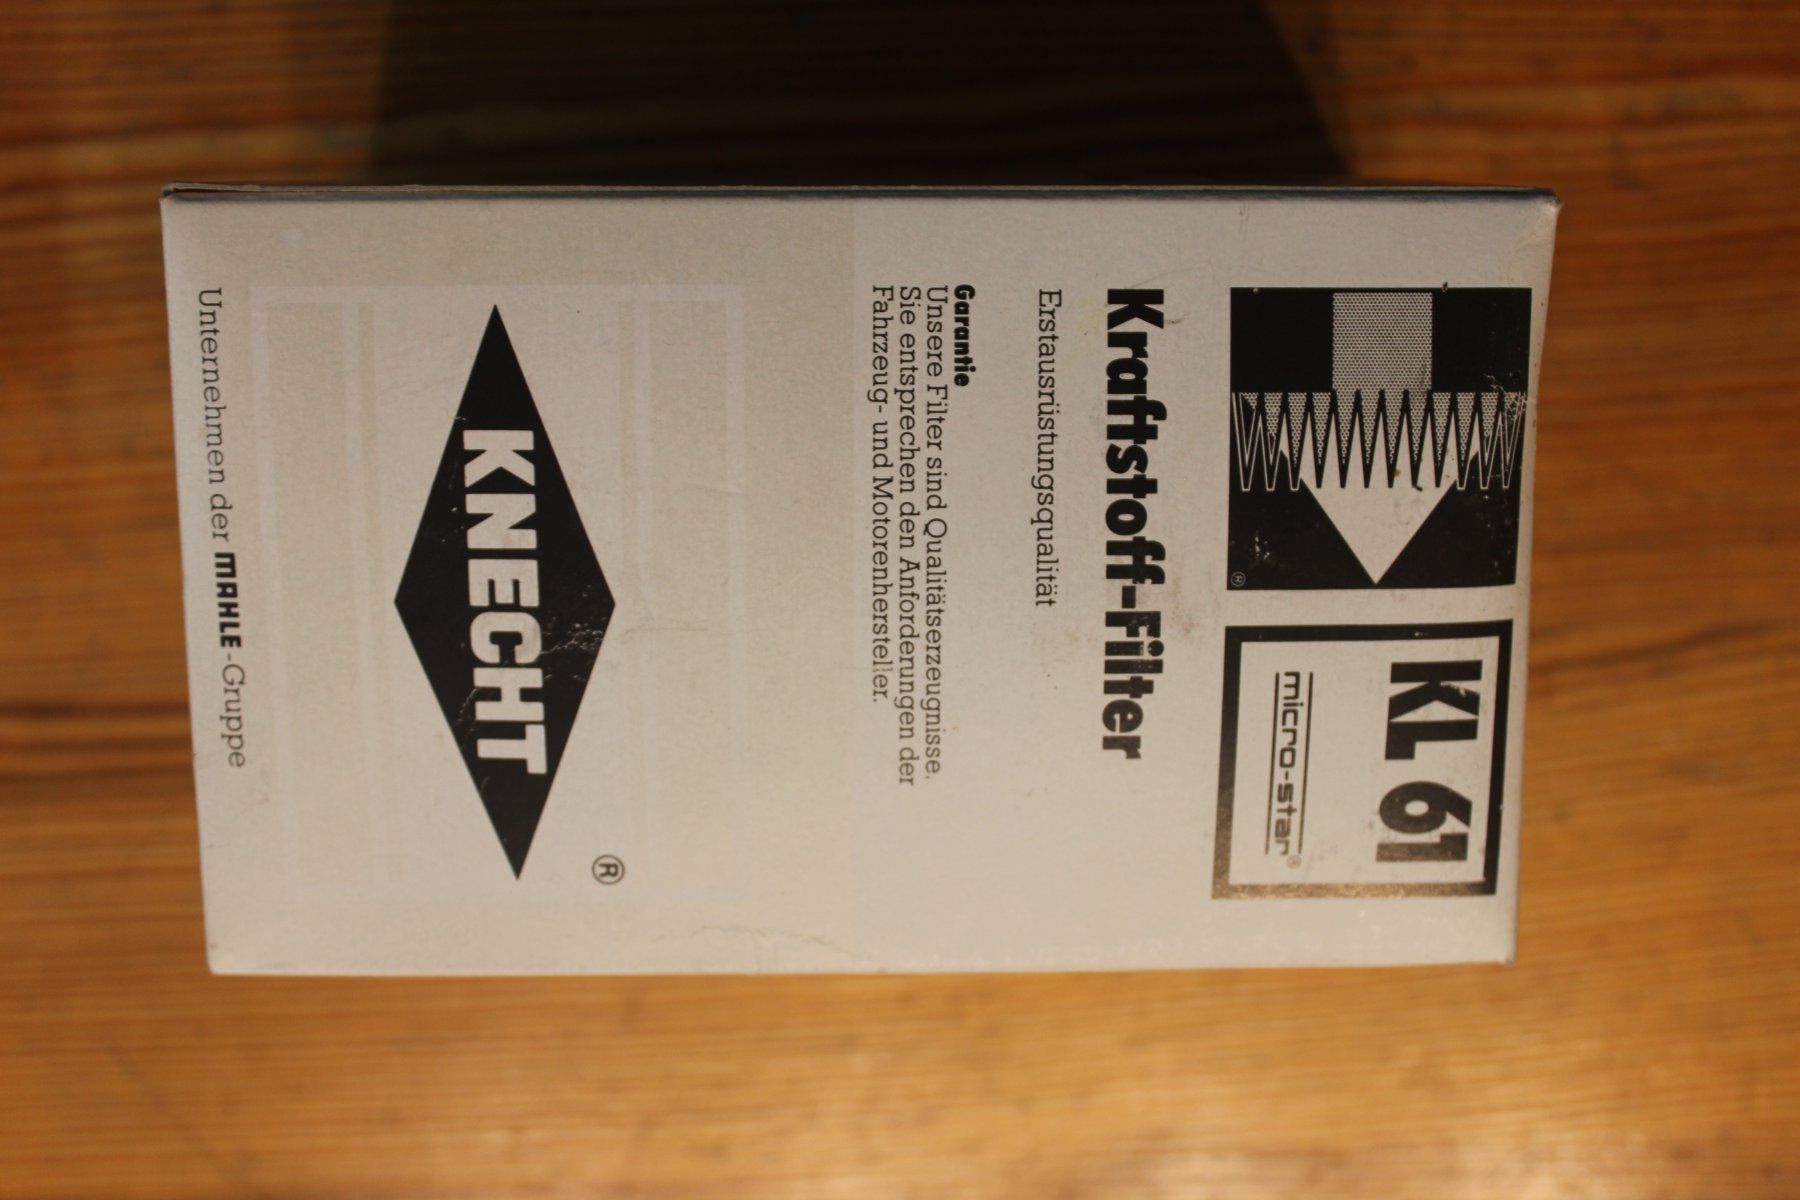 ®
KL 61
micro-star®
Kraftstoff-Filter
Erstausrüstungsqualität
Garantie
Unsere Filter sind Qualitätserzeugnisse.
Sie entsprechen den Anforderungen der
Fahrzeug- und Motorenhersteller.
®
KNECHT
Unternehmen der MAHLE-Gruppe